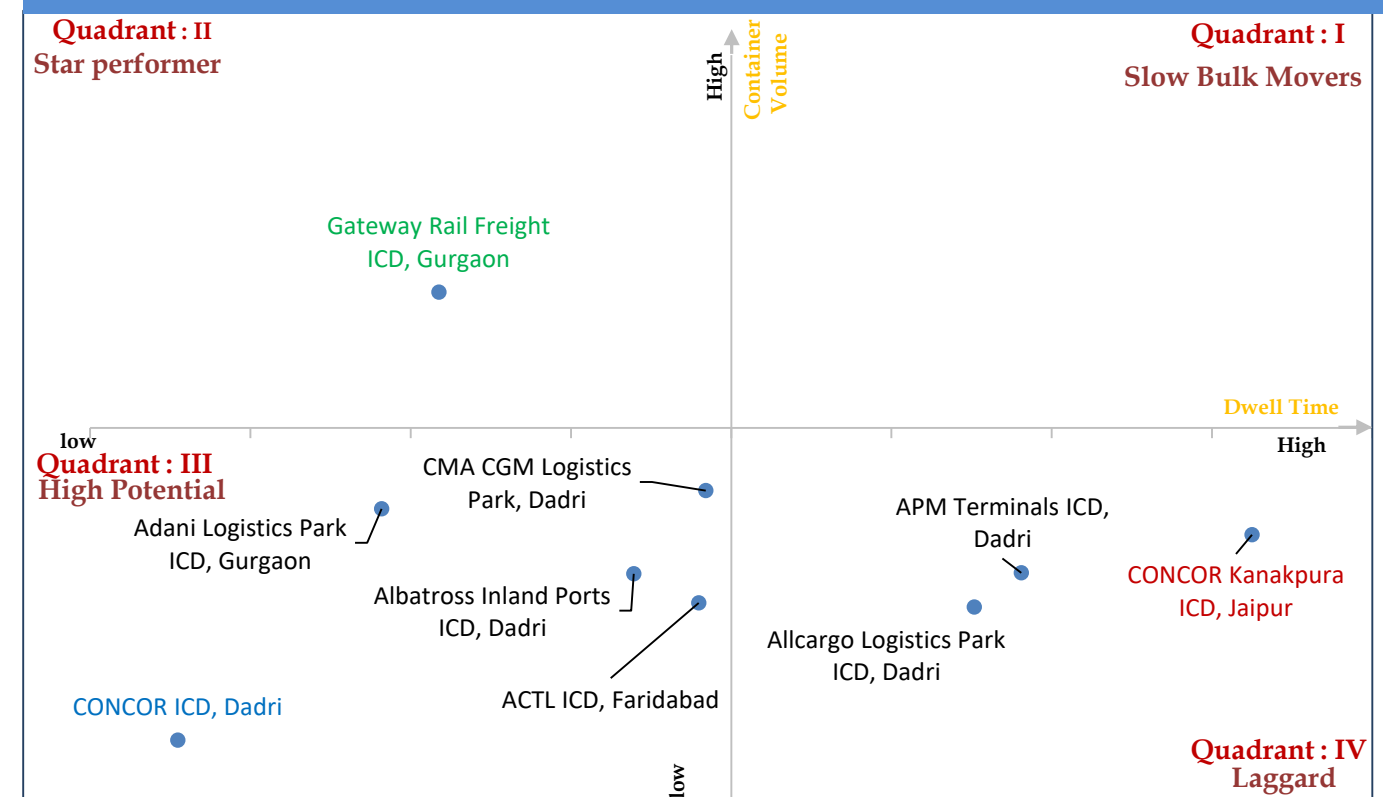 Quadrant : II
Star performer
High
Container
Volume
Quadrant : I
Slow Bulk Movers
Gateway Rail Freight
ICD, Gurgaon
Dwell Time
low
High
Quadrant : III
High Potential
CMA CGM Logistics
Park, Dadri
Adani Logistics Park
ICD, Gurgaon
APM Terminals ICD,
Dadri
CONCOR Kanakpura
ICD, Jaipur
Albatross Inland Ports
ICD, Dadri
Allcargo Logistics Park
ICD, Dadri
ACTL ICD, Faridabad
CONCOR ICD, Dadri
low
Quadrant : IV
Laggard